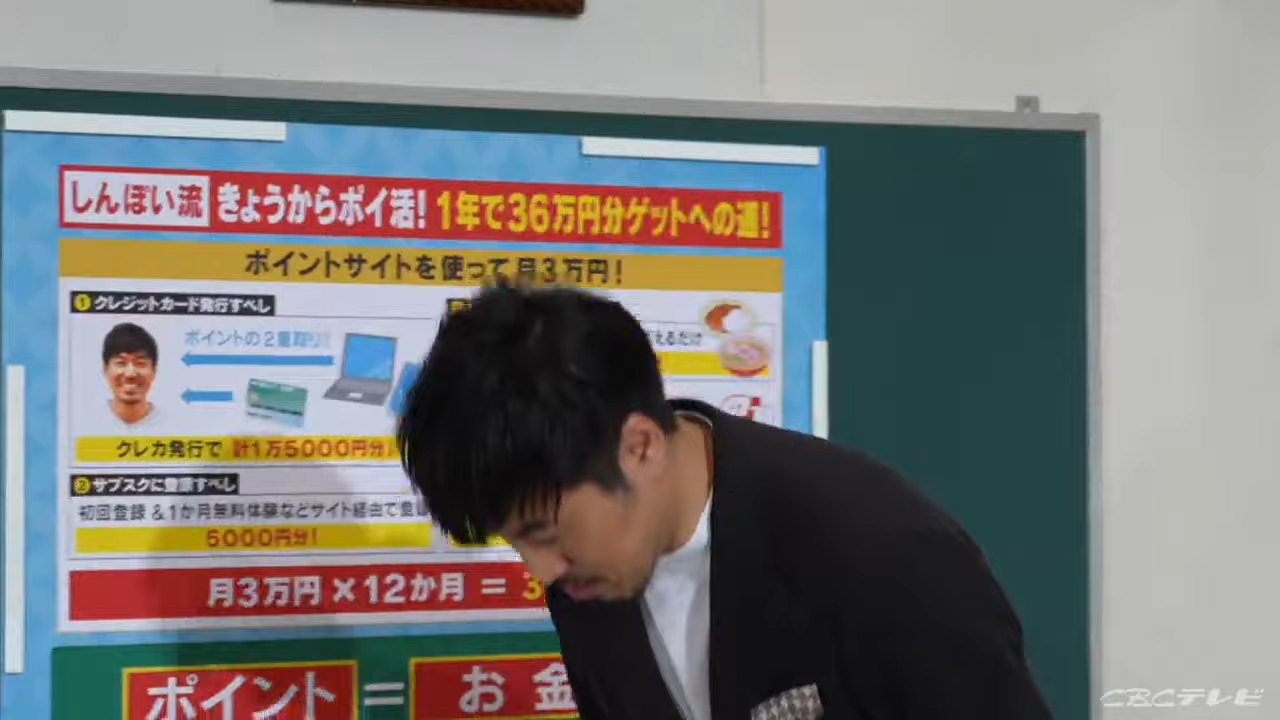 しんぽい流 きょうからポイ活! 1年で36万円分ゲットへの道!
ポイントサイトを使って月3万円!
① クレジットカード発行すべし
ポイントの2重取り!
えるだけ
クレカ発行で 計1万5000円分
② サブスクに登録すべし
初回登録 &1か月無料体験などサイト経由で登録
5000円分!
月3万円×12か月 = 3
ポイント = お金
CBCテレビ